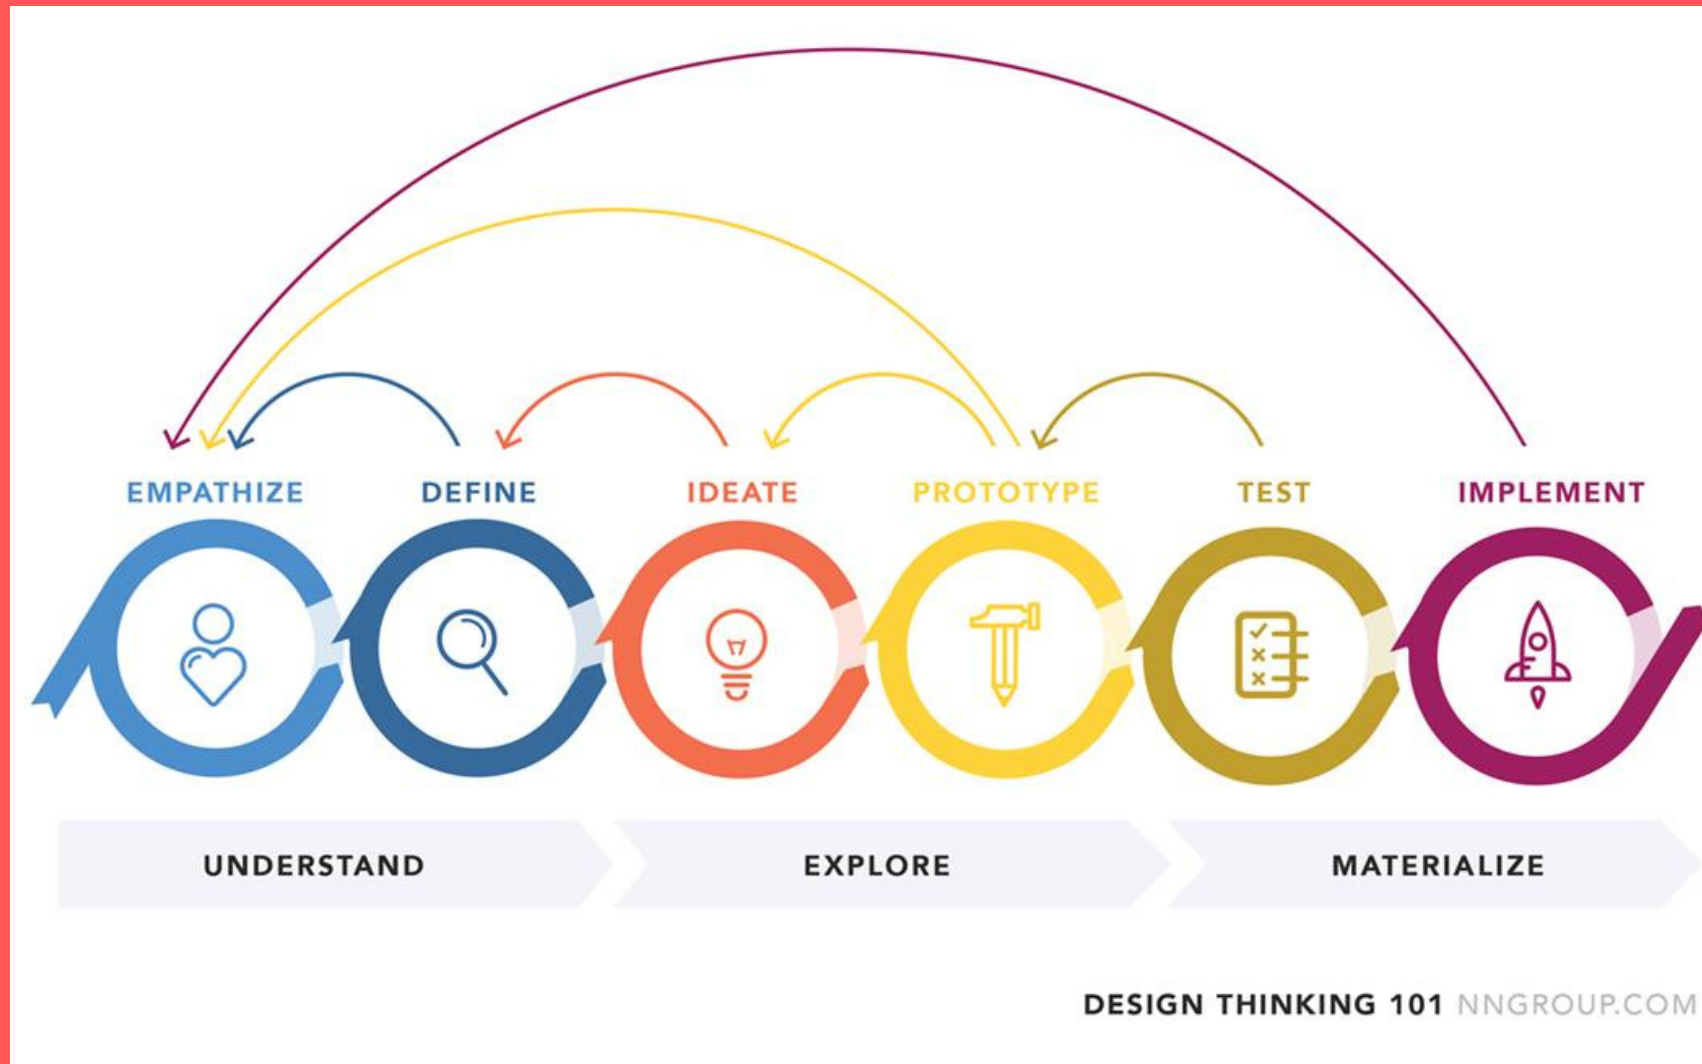 EMPATHIZE DEFINE IDEATE PROTOTYPE TEST IMPLEMENT
UNDERSTAND EXPLORE MATERIALIZE
DESIGN THINKING 101 NNGROUP.COM